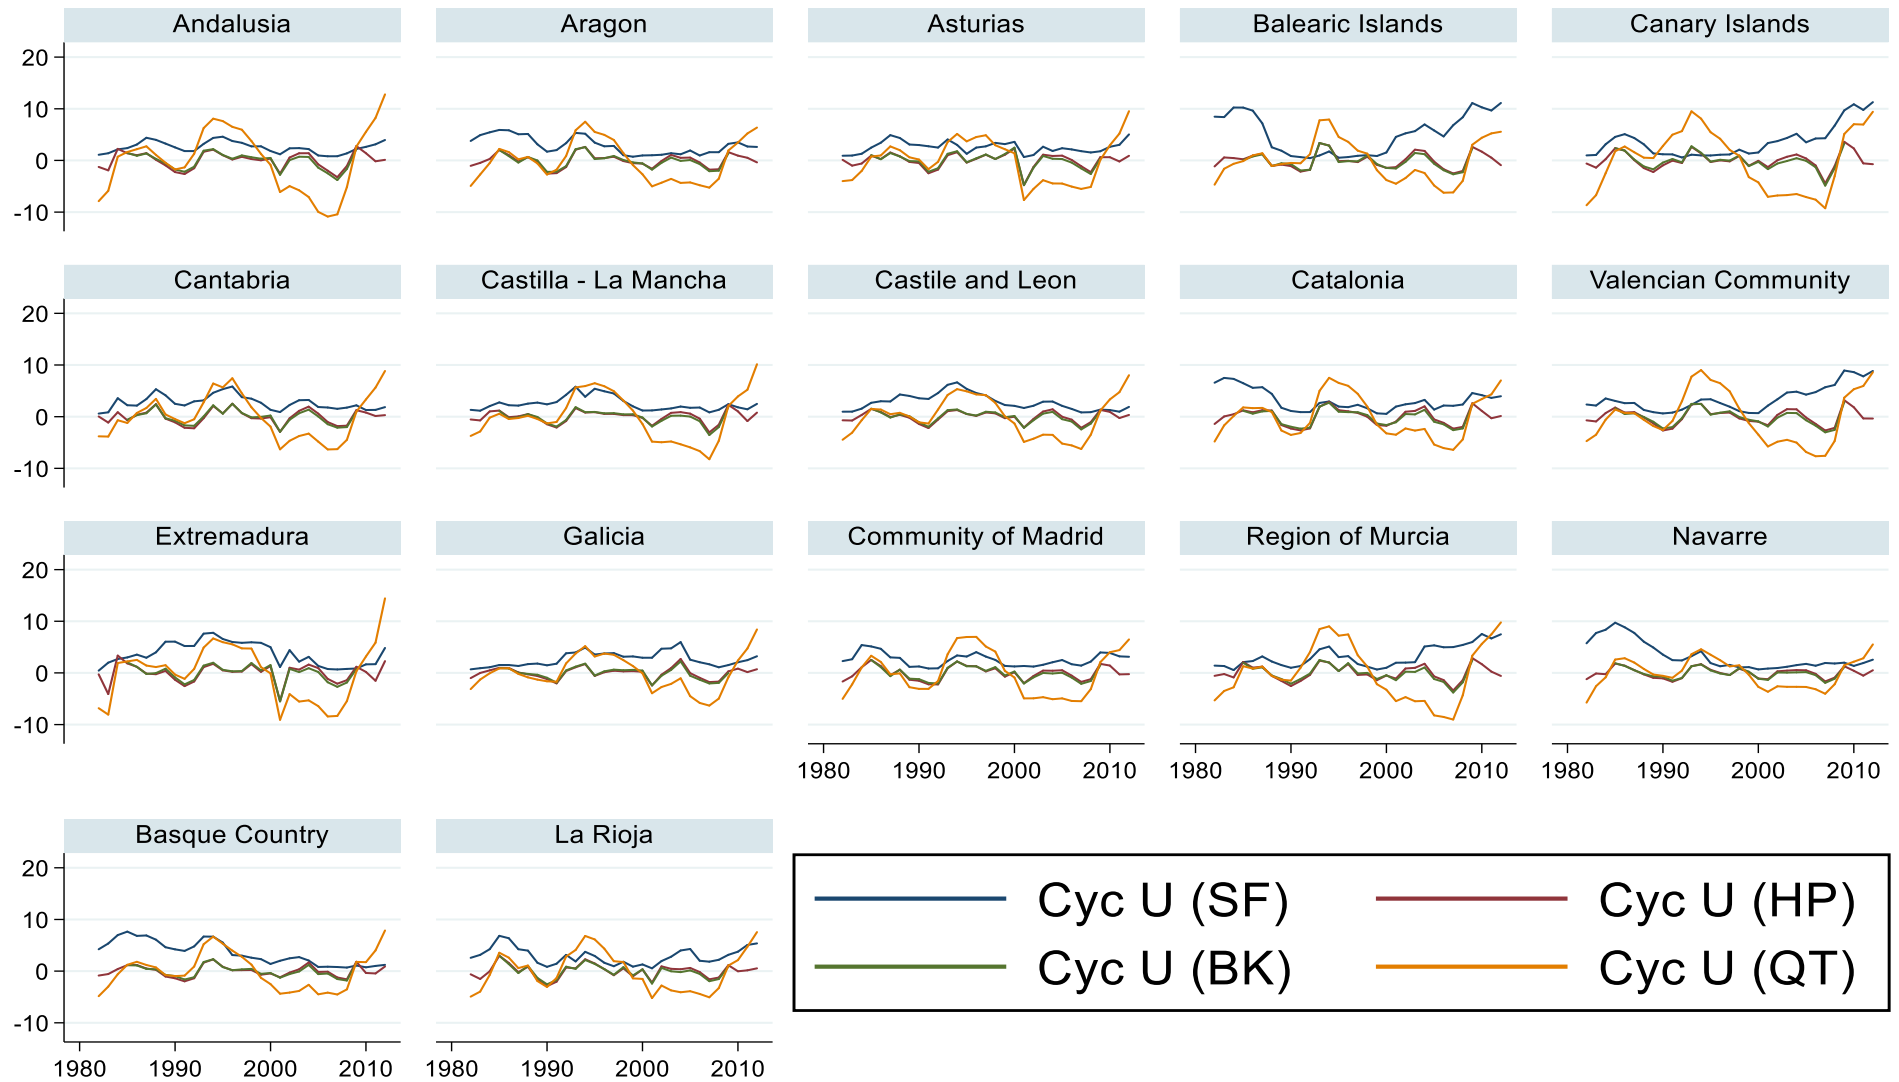 Andalusia Aragon Asturias Balearic Islands Canary Islands
20
10
0
-10
Cantabria Castilla - La Mancha Castile and Leon Catalonia Valencian Community
20
10
0
-10
Extremadura Galicia Community of Madrid Region of Murcia Navarre
20
10
0
-10
1980 1990 2000 2010 1980 1990 2000 2010 1980 1990 2000 2010
Basque Country La Rioja
20
10
0
-10
1980 1990 2000 2010 1980 1990 2000 2010
Cyc U (SF) Cyc U (HP)
Cyc U (BK) Cyc U (QT)